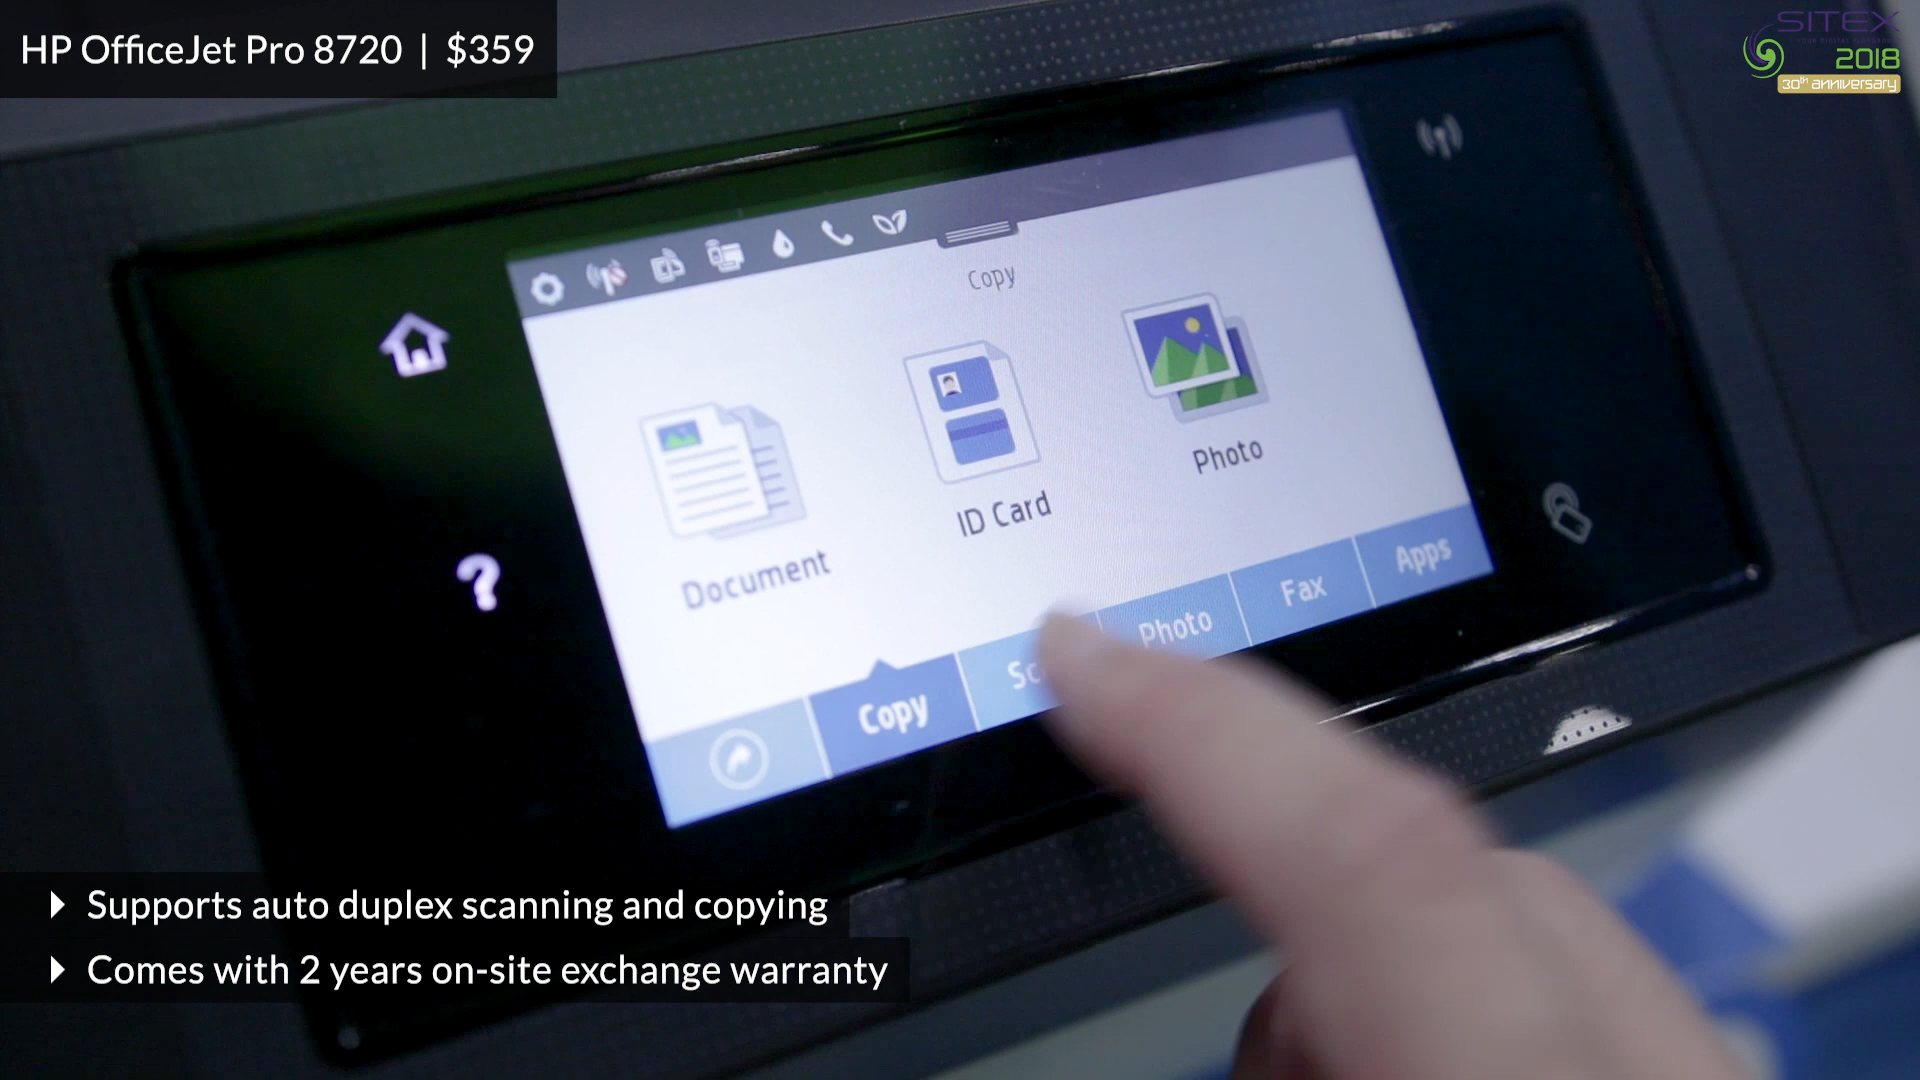 HP OfficeJet Pro 8720 | $359
SITEX
2018
30th anniversary
Copy
Document
ID Card
Photo
Copy
Photo
Fax
Apps
Supports auto duplex scanning and copying
Comes with 2 years on-site exchange warranty